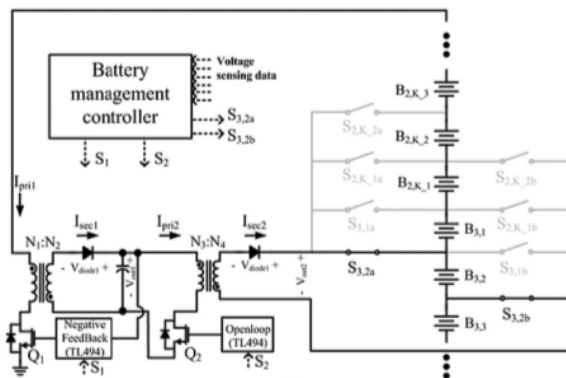 Battery
management
controller
Voltage
sensing data
S3,2a
S3,2b
S1
S2
B2,K_3
S2,K_2a
B2,K_2
S2,K_1a
S2,K_2b
B2,K_1
S3,1a
S2,K_1b
B3,1
S3,2a
S3,1b
B3,2
S3,2b
B3,3
Ipri1
N1:N2
Isec1
- Vdiode1 +
- Vout1 +
Ipri2
N3:N4
Isec2
- Vdiode1 +
- Vout2 +
Q1
Negative
FeedBack
(TL494)
S1
Q2
Openloop
(TL494)
S2